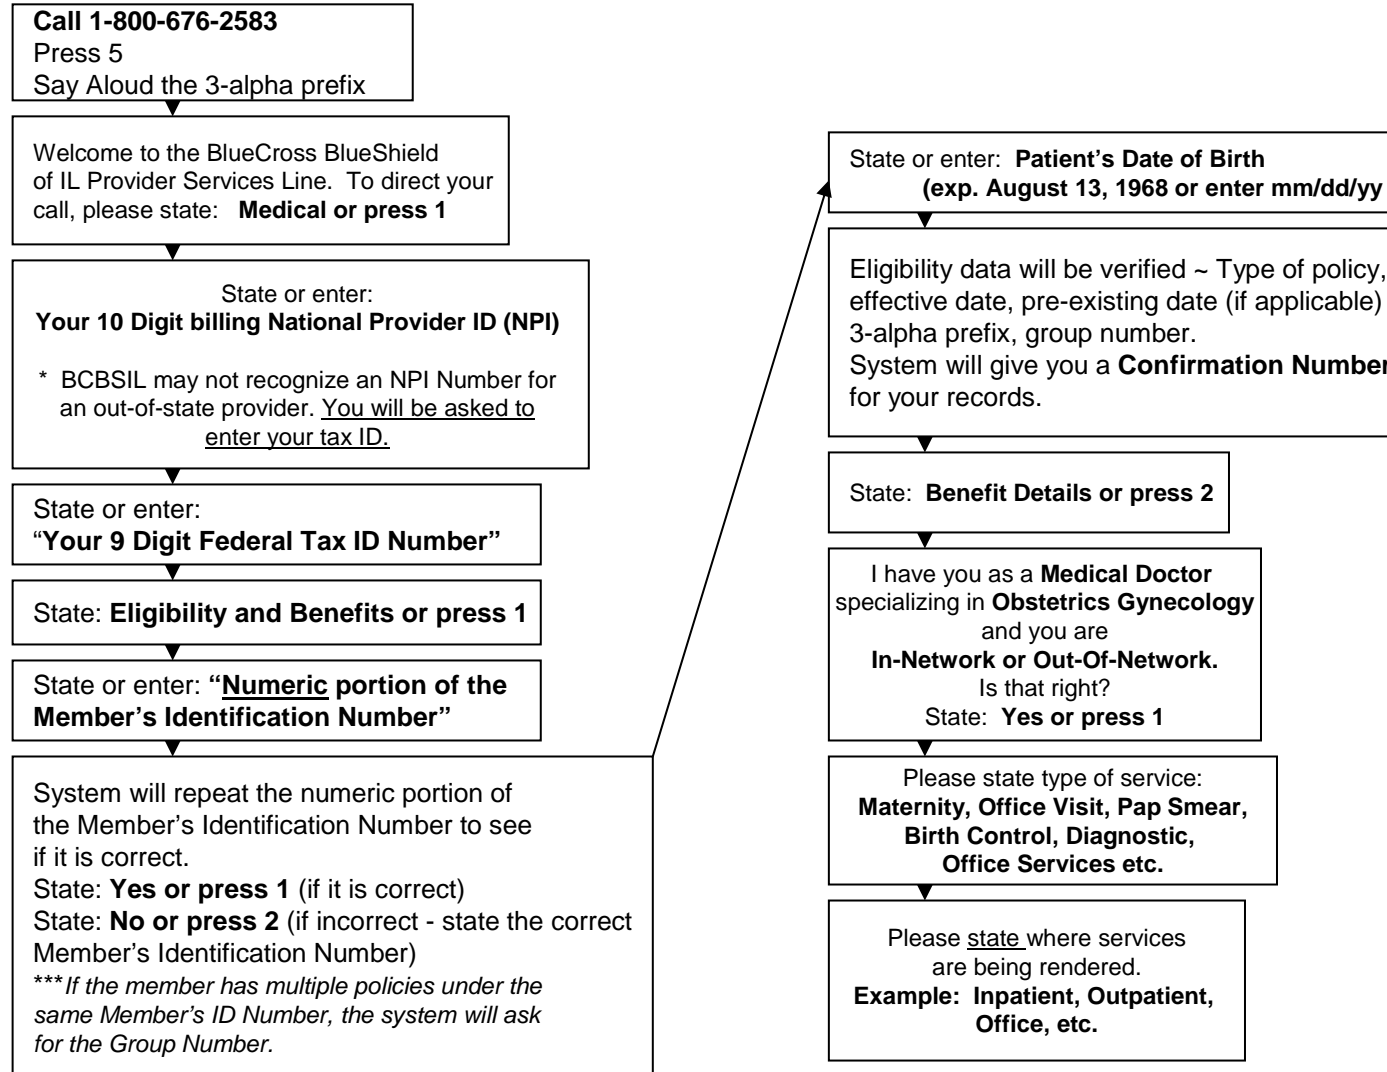 Call 1-800-676-2583
Press 5
Say Aloud the 3-alpha prefix
Welcome to the BlueCross BlueShield
of IL Provider Services Line. To direct your
call, please state: Medical or press 1
State or enter:
Your 10 Digit billing National Provider ID (NPI)
* BCBSIL may not recognize an NPI Number for
an out-of-state provider. You will be asked to
enter your tax ID.
State or enter:
“Your 9 Digit Federal Tax ID Number”
State: Eligibility and Benefits or press 1
State or enter: “Numeric portion of the
Member’s Identification Number”
System will repeat the numeric portion of
the Member’s Identification Number to see
if it is correct.
State: Yes or press 1 (if it is correct)
State: No or press 2 (if incorrect - state the correct
Member’s Identification Number)
***If the member has multiple policies under the
same Member’s ID Number, the system will ask
for the Group Number.
State or enter: Patient’s Date of Birth
(exp. August 13, 1968 or enter mm/dd/yy
Eligibility data will be verified ~ Type of policy,
effective date, pre-existing date (if applicable)
3-alpha prefix, group number.
System will give you a Confirmation Number
for your records.
State: Benefit Details or press 2
I have you as a Medical Doctor
specializing in Obstetrics Gynecology
and you are
In-Network or Out-Of-Network.
Is that right?
State: Yes or press 1
Please state type of service:
Maternity, Office Visit, Pap Smear,
Birth Control, Diagnostic,
Office Services etc.
Please state where services
are being rendered.
Example: Inpatient, Outpatient,
Office, etc.